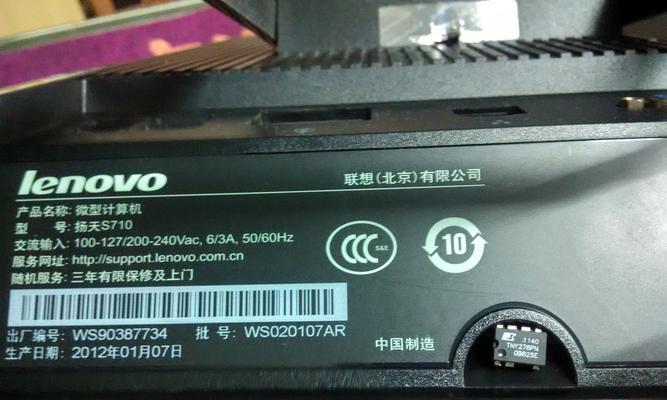 lenovo
联想(北京)有限公司
产品名称: 微型计算机
型 号: 扬天S710
交流输入: 100-127/200-240Vac, 6/3A, 50/60Hz
服务网址: http://support.lenovo.com.cn
随机服务: 三年有限保修及上门
CCC S&E
10
出厂编号: WS90387734 批 号: WS020107AR
生产日期: 2012年01月07日
中国制造
1140
TNY278PN
09825E